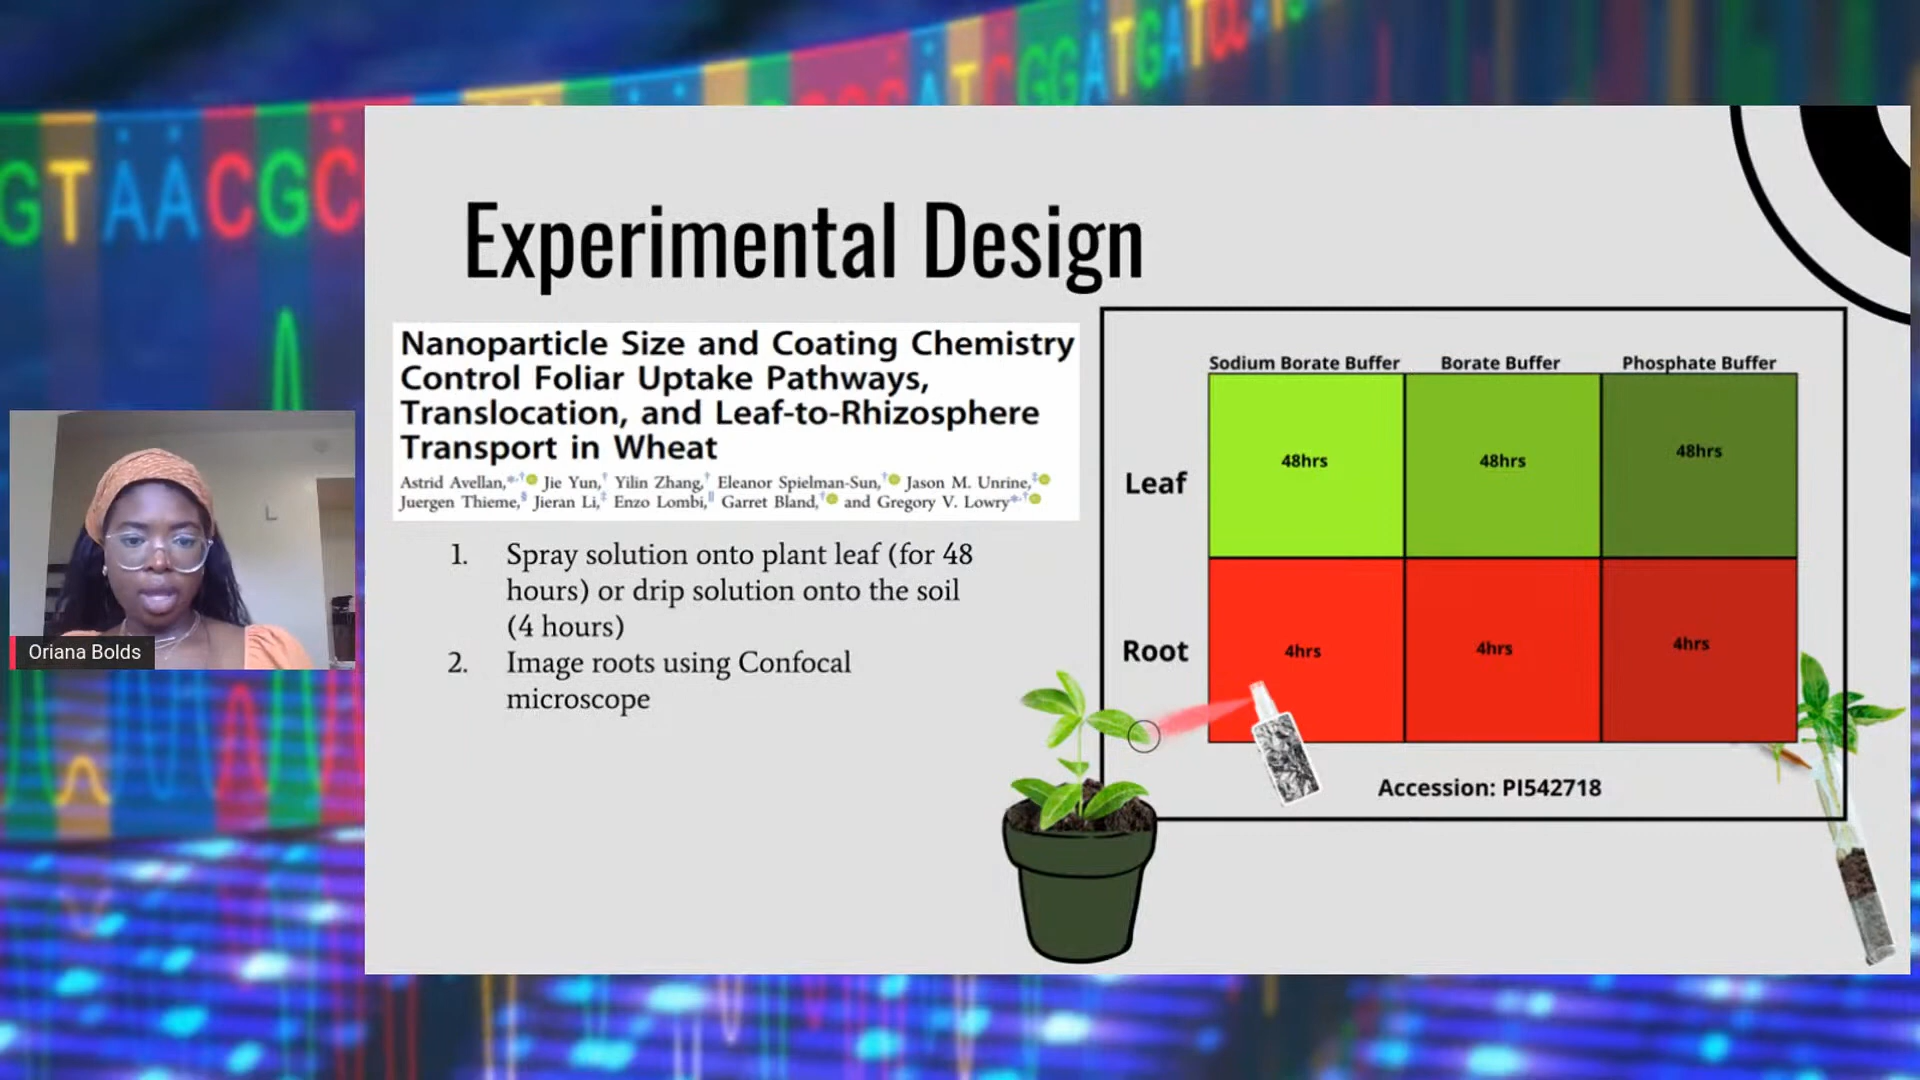 GTAACGC
ATCGGATGAT
Experimental Design
Nanoparticle Size and Coating Chemistry
Control Foliar Uptake Pathways,
Translocation, and Leaf-to-Rhizosphere
Transport in Wheat
Astrid Avellan,*,† Jie Yun,† Yilin Zhang,† Eleanor Spielman-Sun,† Jason M. Unrine,‡
Juergen Thieme,§ Jieran Li,‡ Enzo Lombi,|| Garret Bland,† and Gregory V. Lowry*,†
1. Spray solution onto plant leaf (for 48
hours) or drip solution onto the soil
(4 hours)
2. Image roots using Confocal
microscope
Sodium Borate Buffer Borate Buffer Phosphate Buffer
Leaf 48hrs 48hrs 48hrs
Root 4hrs 4hrs 4hrs
Accession: PI542718
Oriana Bolds